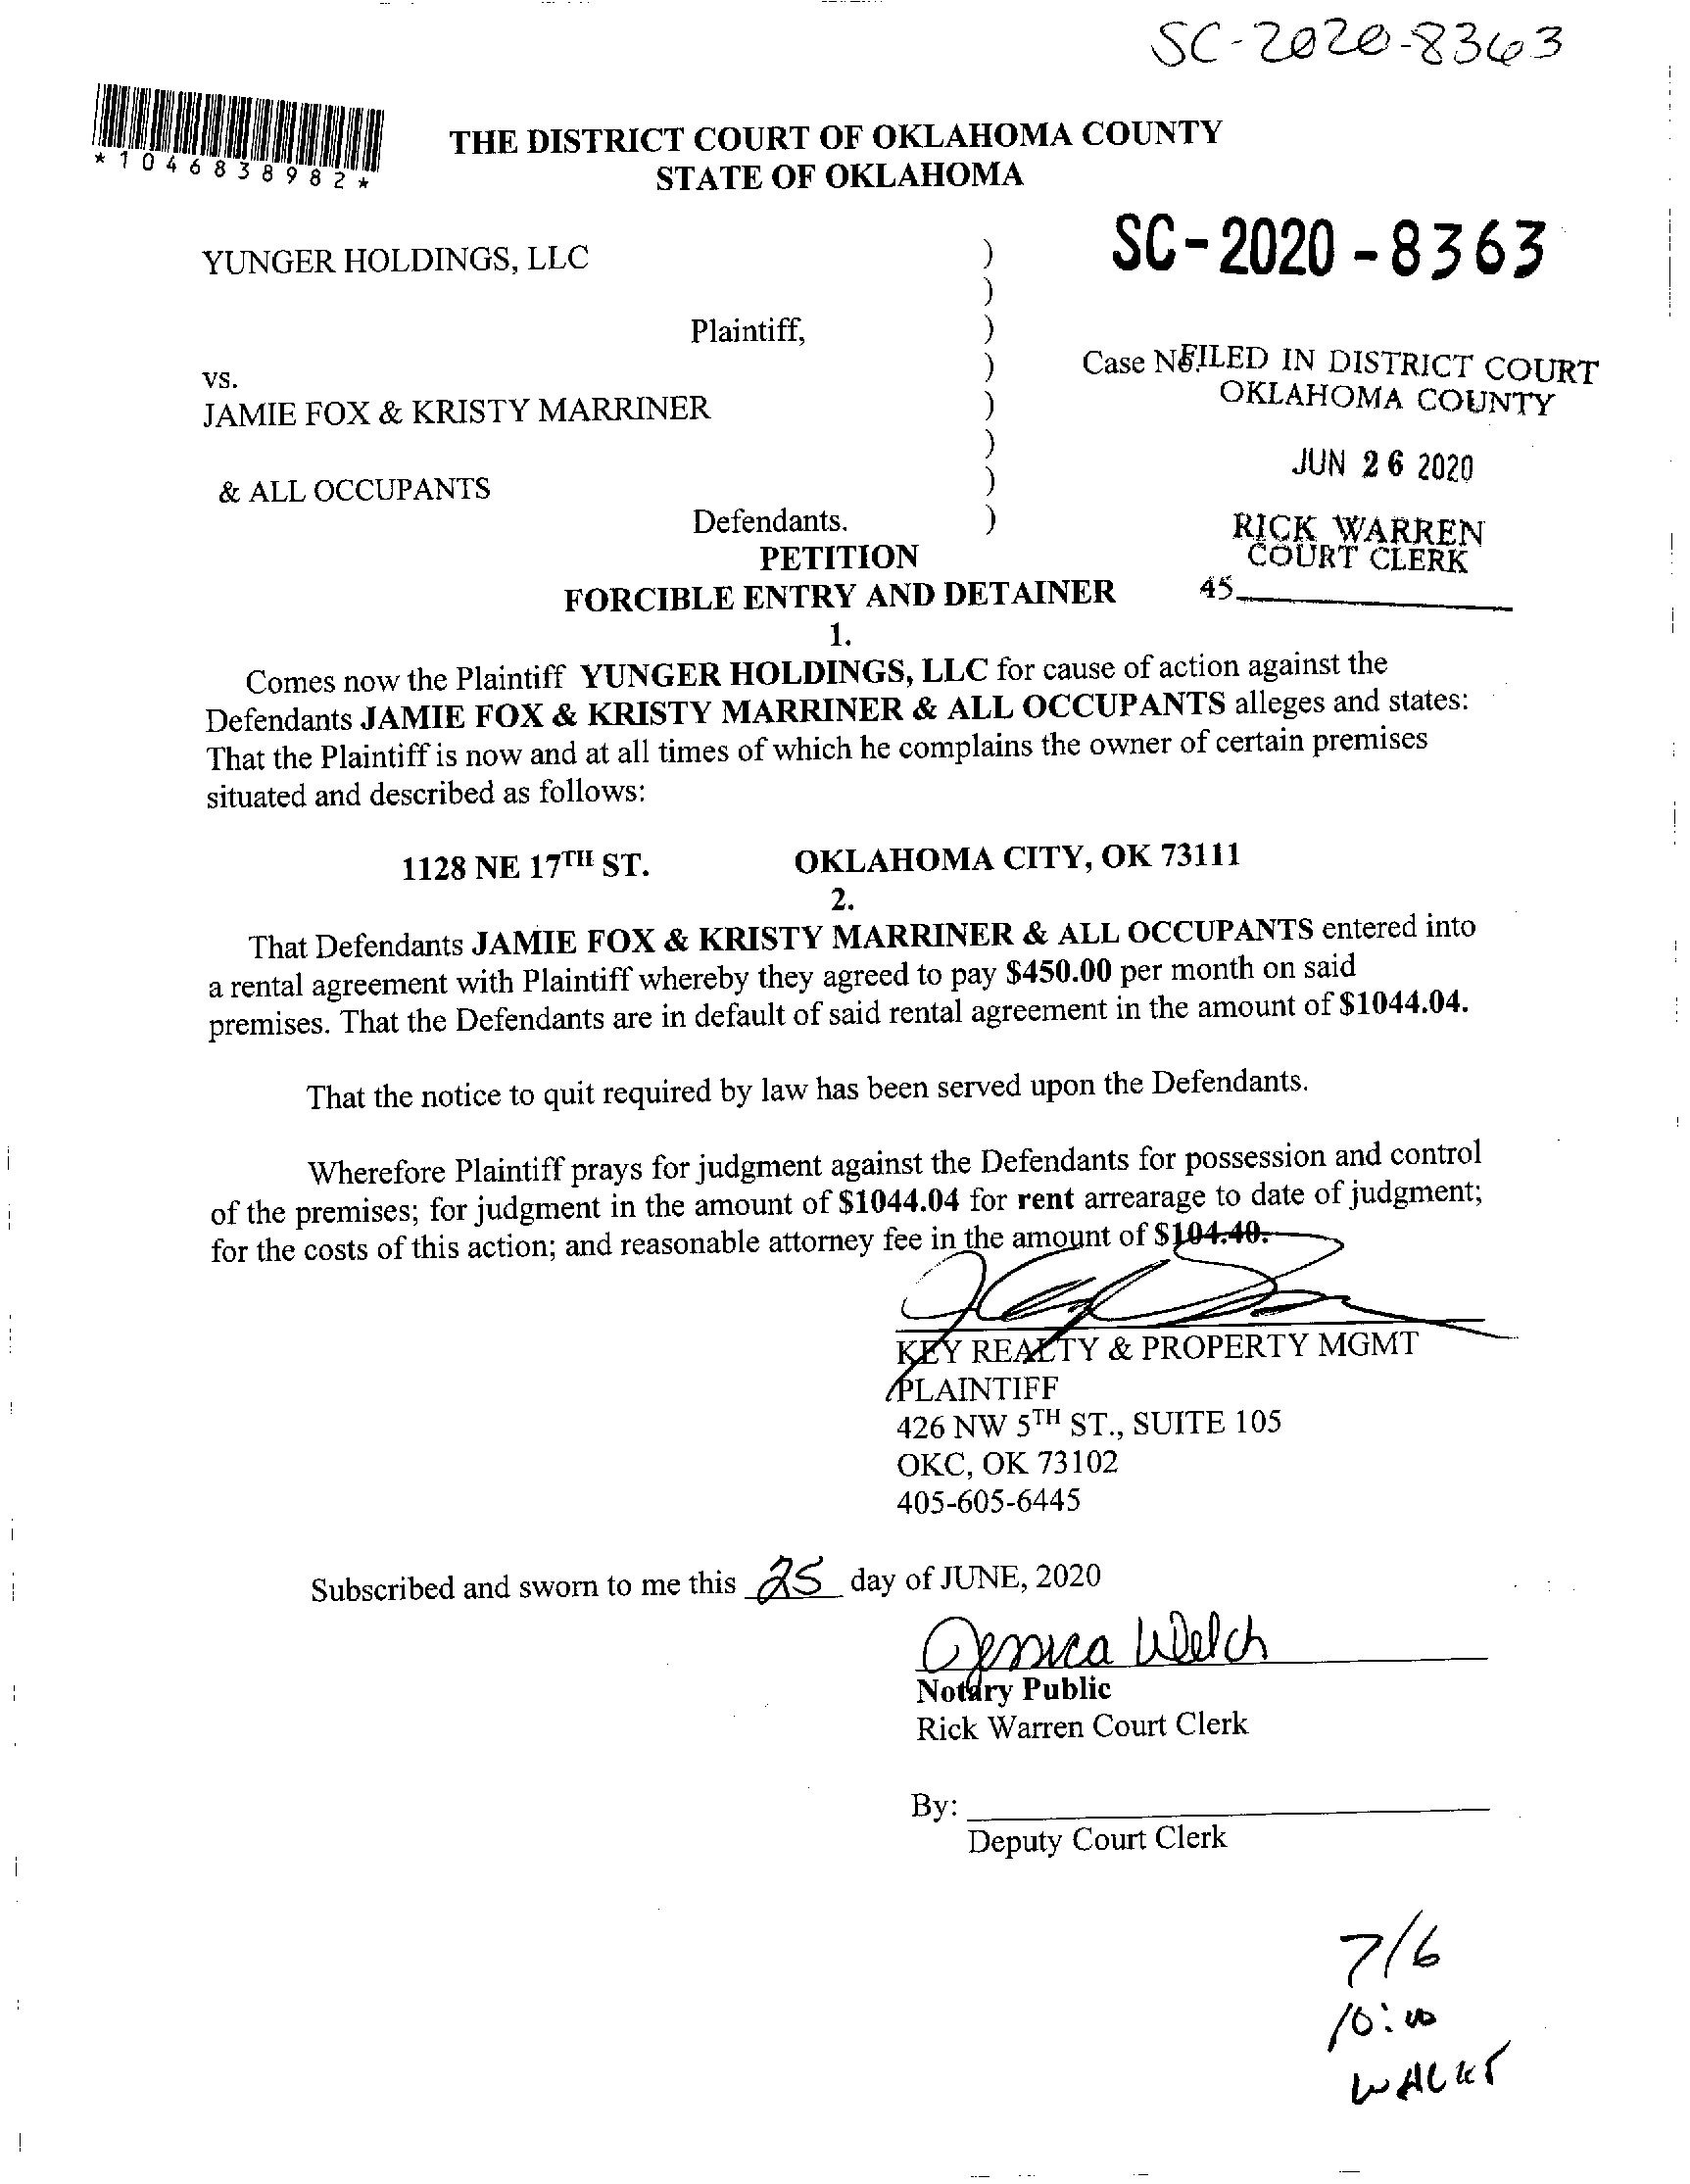 SC-2020-8363
*1046838982*
THE DISTRICT COURT OF OKLAHOMA COUNTY
STATE OF OKLAHOMA
YUNGER HOLDINGS, LLC )
SC-2020-8363
)
Plaintiff, )
vs. )
Case No. FILED IN DISTRICT COURT
JAMIE FOX & KRISTY MARRINER )
OKLAHOMA COUNTY
)
JUN 26 2020
& ALL OCCUPANTS )
Defendants. )
RICK WARREN
COURT CLERK
PETITION
FORCIBLE ENTRY AND DETAINER
45
1.
Comes now the Plaintiff YUNGER HOLDINGS, LLC for cause of action against the
Defendants JAMIE FOX & KRISTY MARRINER & ALL OCCUPANTS alleges and states:
That the Plaintiff is now and at all times of which he complains the owner of certain premises
situated and described as follows:
1128 NE 17TH ST. OKLAHOMA CITY, OK 73111
2.
That Defendants JAMIE FOX & KRISTY MARRINER & ALL OCCUPANTS entered into
a rental agreement with Plaintiff whereby they agreed to pay $450.00 per month on said
premises. That the Defendants are in default of said rental agreement in the amount of $1044.04.
That the notice to quit required by law has been served upon the Defendants.
Wherefore Plaintiff prays for judgment against the Defendants for possession and control
of the premises; for judgment in the amount of $1044.04 for rent arrearage to date of judgment;
for the costs of this action; and reasonable attorney fee in the amount of $104.40.
KEY REALTY & PROPERTY MGMT
PLAINTIFF
426 NW 5TH ST., SUITE 105
OKC, OK 73102
405-605-6445
Subscribed and sworn to me this 25 day of JUNE, 2020
Jessica Welch
Notary Public
Rick Warren Court Clerk
By:
Deputy Court Clerk
7/6
10:00